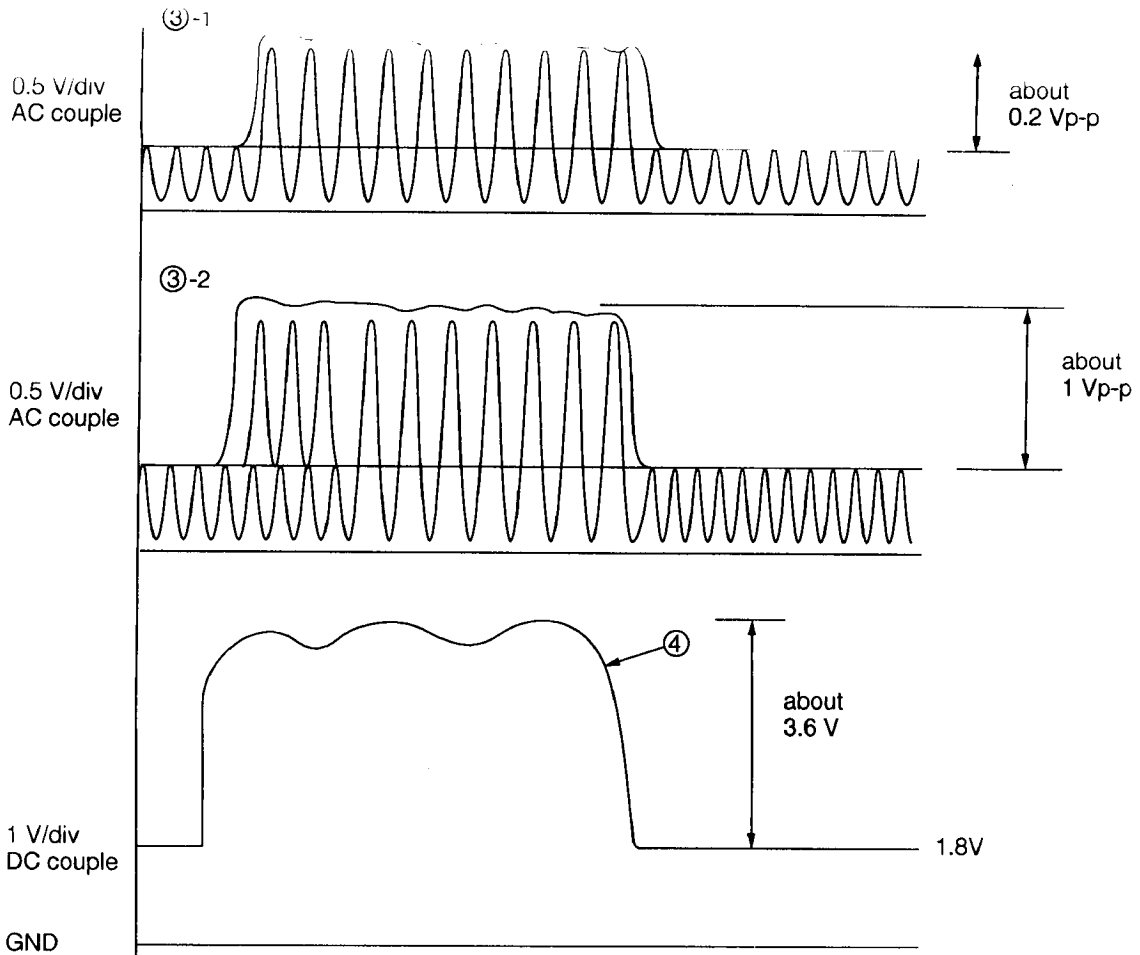 ③-1
0.5 V/div
AC couple
about
0.2 Vp-p
③-2
0.5 V/div
AC couple
about
1 Vp-p
④
about
3.6 V
1 V/div
DC couple
1.8V
GND